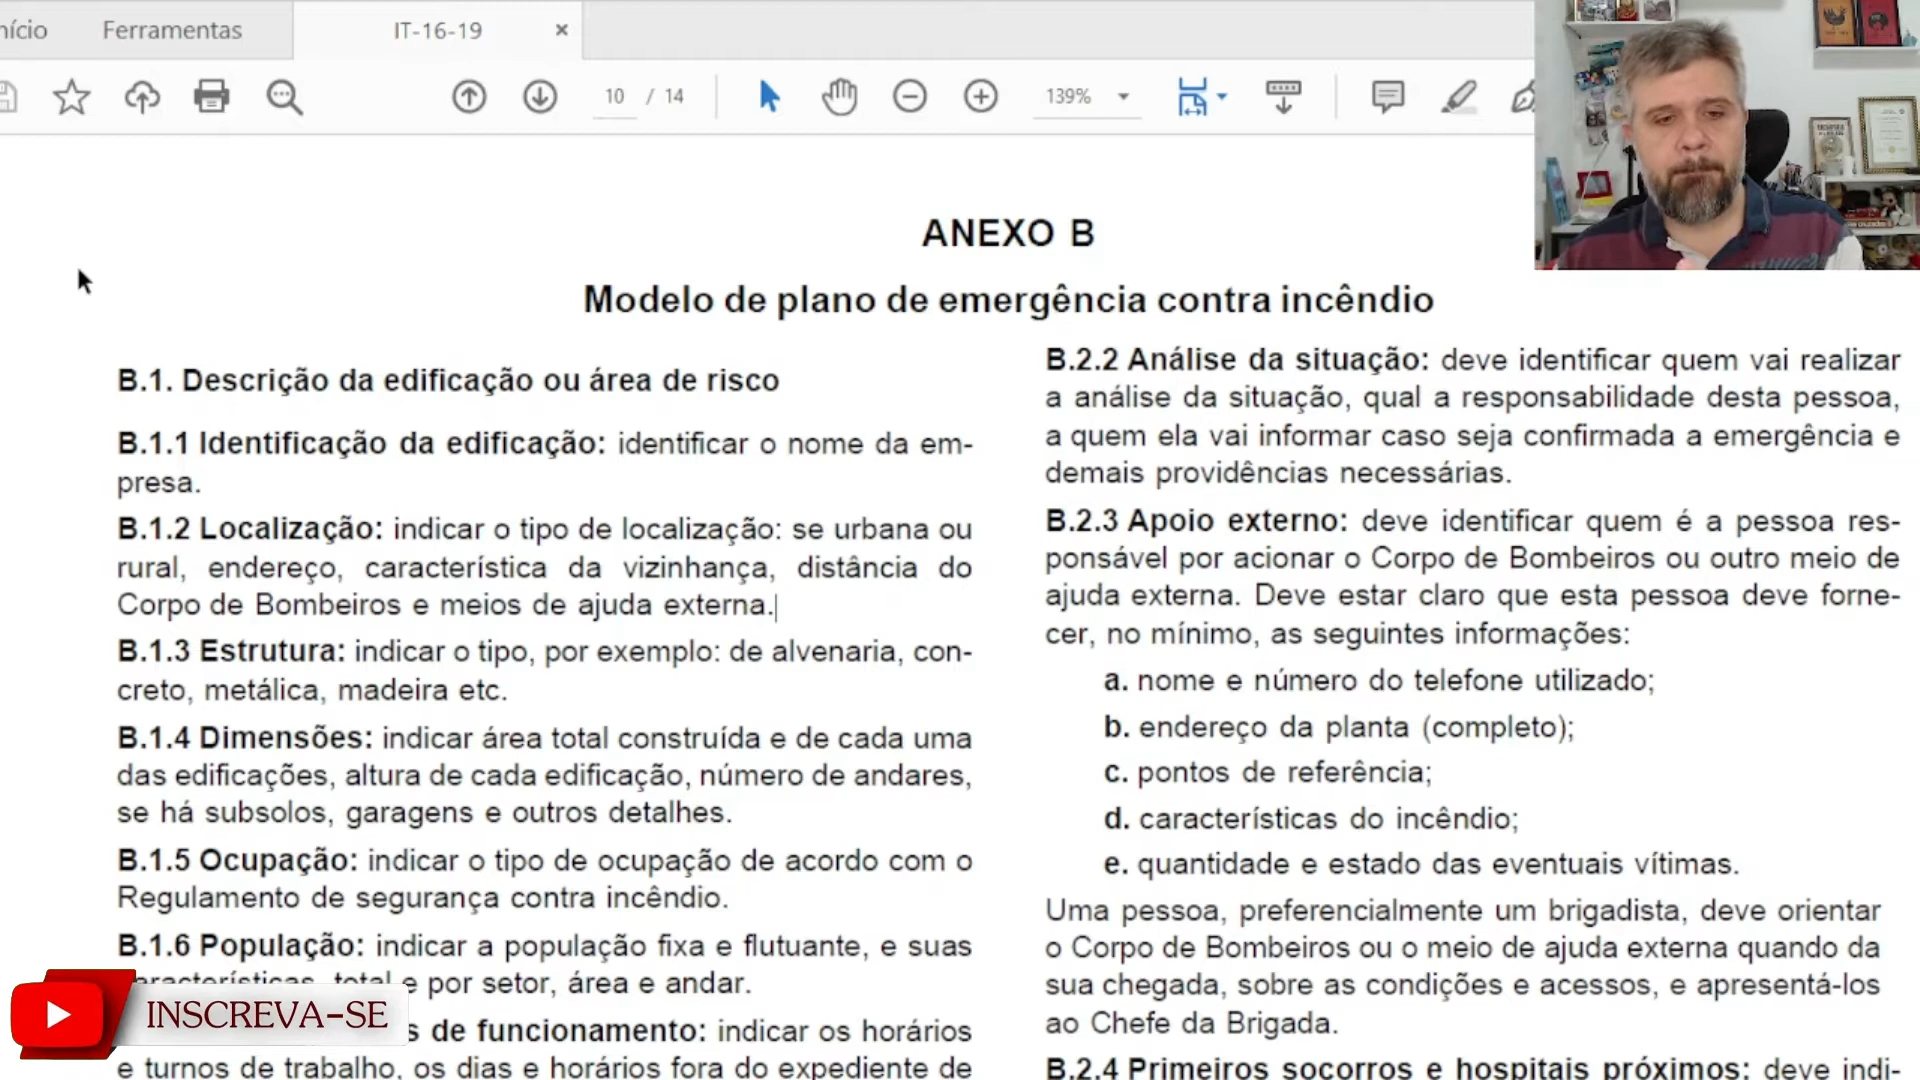 Ferramentas
IT-16-19
10 / 14
139%
ANEXO B
Modelo de plano de emergência contra incêndio
B.1. Descrição da edificação ou área de risco
B.1.1 Identificação da edificação: identificar o nome da em-
presa.
B.1.2 Localização: indicar o tipo de localização: se urbana ou
rural, endereço, característica da vizinhança, distância do
Corpo de Bombeiros e meios de ajuda externa.
B.1.3 Estrutura: indicar o tipo, por exemplo: de alvenaria, con-
creto, metálica, madeira etc.
B.1.4 Dimensões: indicar área total construída e de cada uma
das edificações, altura de cada edificação, número de andares,
se há subsolos, garagens e outros detalhes.
B.1.5 Ocupação: indicar o tipo de ocupação de acordo com o
Regulamento de segurança contra incêndio.
B.1.6 População: indicar a população fixa e flutuante, e suas
características, total e por setor, área e andar.
s de funcionamento: indicar os horários
e turnos de trabalho, os dias e horários fora do expediente de
INSCREVA-SE
B.2.2 Análise da situação: deve identificar quem vai realizar
a análise da situação, qual a responsabilidade desta pessoa,
a quem ela vai informar caso seja confirmada a emergência e
demais providências necessárias.
B.2.3 Apoio externo: deve identificar quem é a pessoa res-
ponsável por acionar o Corpo de Bombeiros ou outro meio de
ajuda externa. Deve estar claro que esta pessoa deve forne-
cer, no mínimo, as seguintes informações:
a. nome e número do telefone utilizado;
b. endereço da planta (completo);
c. pontos de referência;
d. características do incêndio;
e. quantidade e estado das eventuais vítimas.
Uma pessoa, preferencialmente um brigadista, deve orientar
o Corpo de Bombeiros ou o meio de ajuda externa quando da
sua chegada, sobre as condições e acessos, e apresentá-los
ao Chefe da Brigada.
B.2.4 Primeiros socorros e hospitais próximos: deve indi-